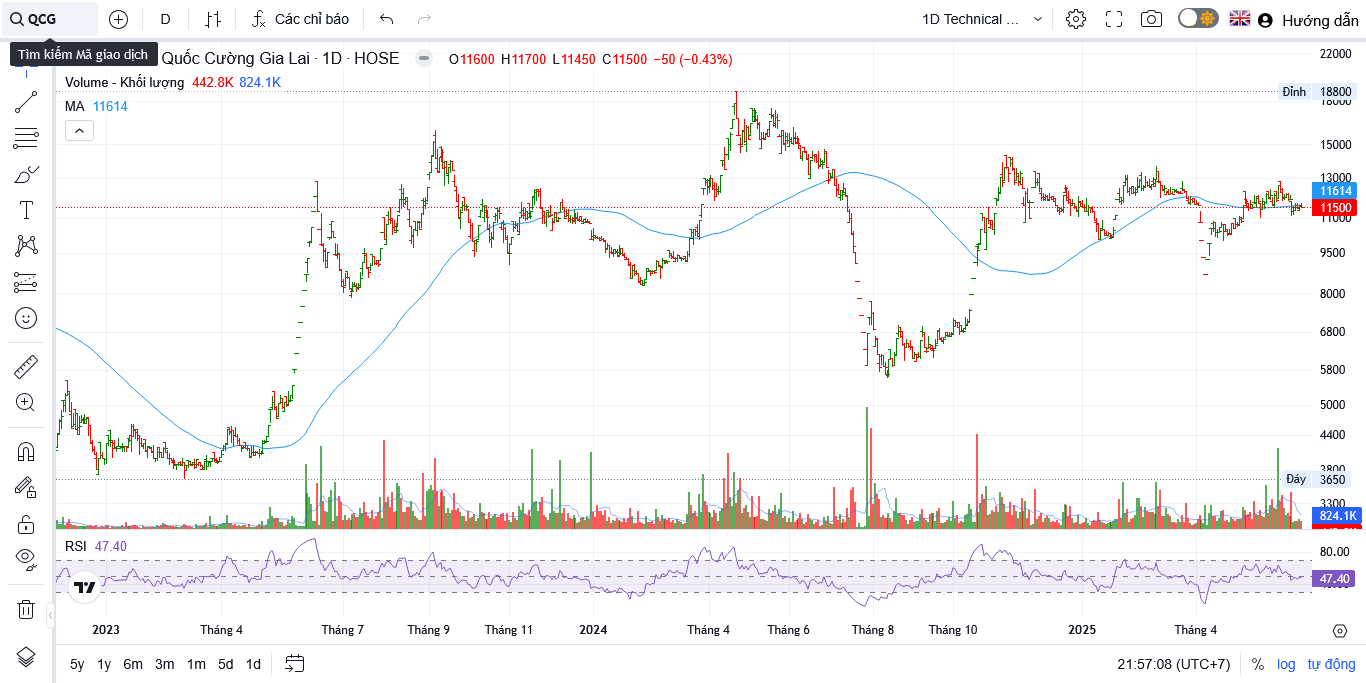 QCG D Các chỉ báo 1D Technical ... Hướng dẫn
Tìm kiếm Mã giao dịch
Quốc Cường Gia Lai · 1D · HOSE O11600 H11700 L11450 C11500 −50 (−0.43%)
Volume - Khối lượng 442.8K 824.1K
MA 11614
22000
Đỉnh 18800
18000
15000
13000
11614
11500
11000
9500
8000
6800
5800
5000
4400
3800
Đáy 3650
3300
824.1K
RSI 47.40
80.00
47.40
2023 Tháng 4 Tháng 7 Tháng 9 Tháng 11 2024 Tháng 4 Tháng 6 Tháng 8 Tháng 10 2025 Tháng 4
5y 1y 6m 3m 1m 5d 1d 21:57:08 (UTC+7) % log tự động